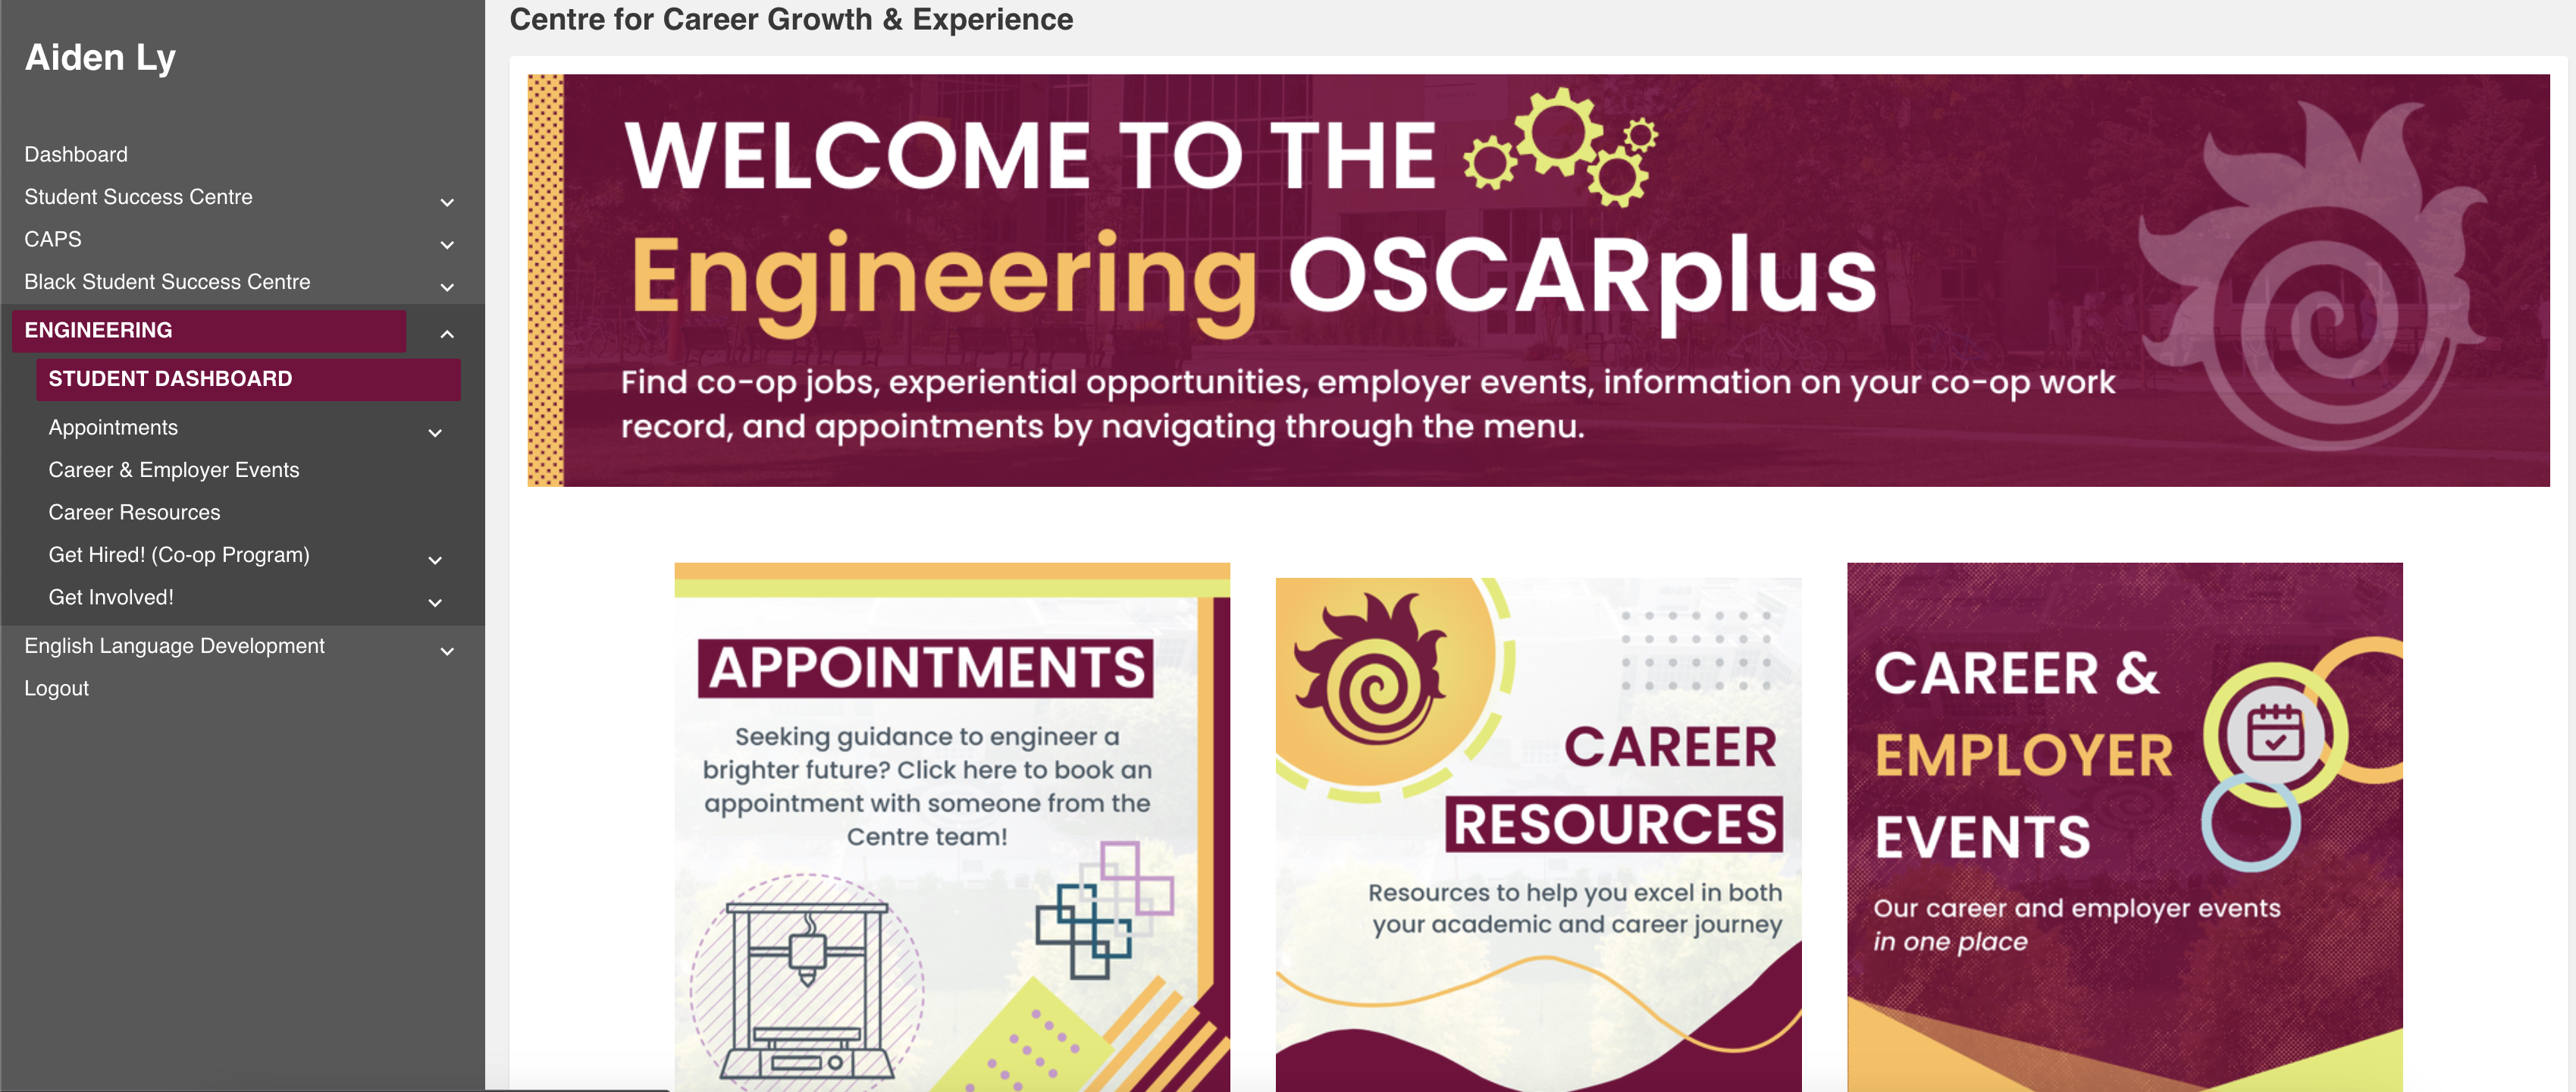 Aiden Ly
Dashboard
Student Success Centre
CAPS
Black Student Success Centre
ENGINEERING
STUDENT DASHBOARD
Appointments
Career & Employer Events
Career Resources
Get Hired! (Co-op Program)
Get Involved!
English Language Development
Logout
Centre for Career Growth & Experience
WELCOME TO THE
Engineering OSCARplus
Find co-op jobs, experiential opportunities, employer events, information on your co-op work
record, and appointments by navigating through the menu.
APPOINTMENTS
Seeking guidance to engineer a
brighter future? Click here to book an
appointment with someone from the
Centre team!
CAREER
RESOURCES
Resources to help you excel in both
your academic and career journey
CAREER &
EMPLOYER
EVENTS
Our career and employer events
in one place